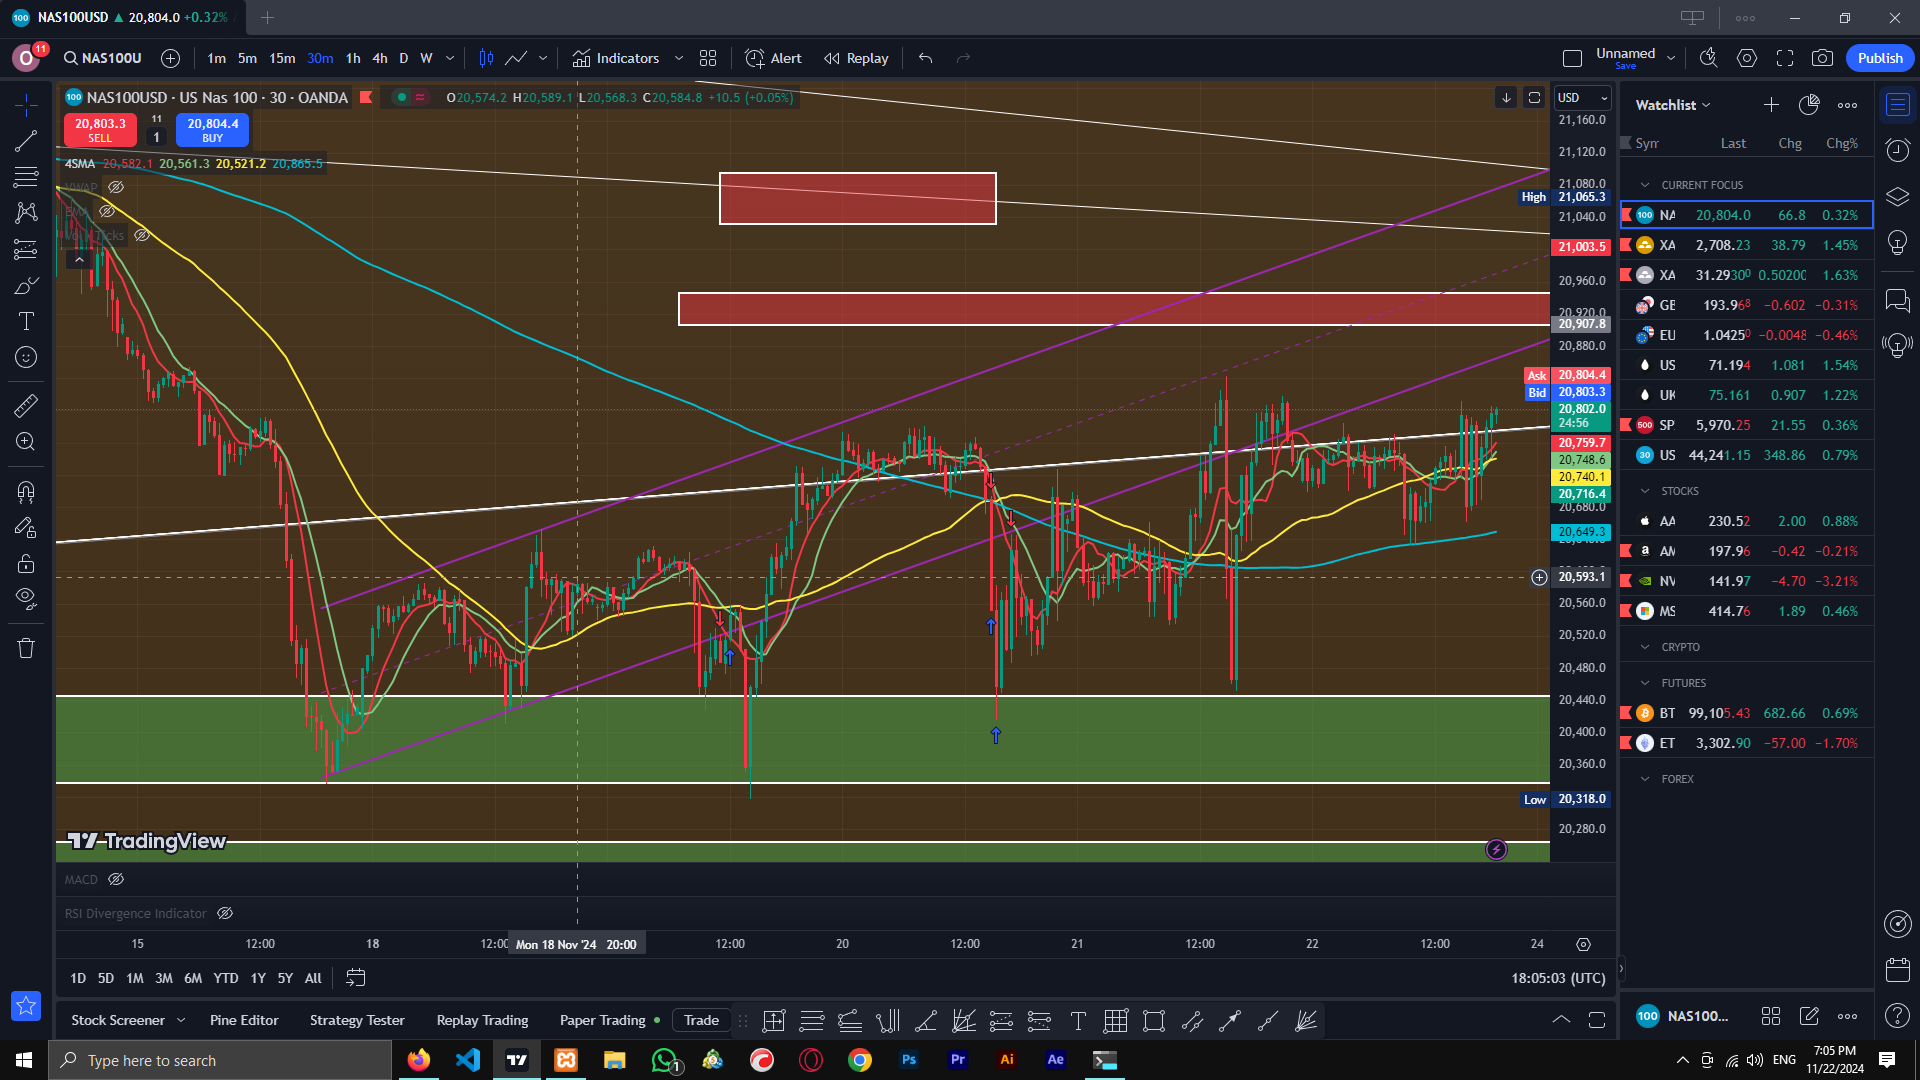 NAS100USD ▲ 20,804.0 +0.32%
11
NAS100U
1m 5m 15m 30m 1h 4h D W
Indicators
Alert
Replay
Unnamed
Save
Publish
NAS100USD · US Nas 100 · 30 · OANDA
O20,574.2 H20,589.1 L20,568.3 C20,584.8 +10.5 (+0.05%)
20,803.3
SELL
11
1
20,804.4
BUY
4SMA 20,582.1 20,561.3 20,521.2 20,865.5
VWAP
EMA
Vol · Ticks
USD
21,160.0
21,120.0
21,080.0
High 21,065.3
21,040.0
21,003.5
20,960.0
20,920.0
20,907.8
20,880.0
Ask 20,804.4
Bid 20,803.3
20,802.0
24:56
20,759.7
20,748.6
20,740.1
20,716.4
20,680.0
20,649.3
20,593.1
20,560.0
20,520.0
20,480.0
20,440.0
20,400.0
20,360.0
Low 20,318.0
20,280.0
TradingView
MACD
RSI Divergence Indicator
15 12:00 18 12:00 Mon 18 Nov '24 20:00 12:00 20 12:00 21 12:00 22 12:00 24
1D 5D 1M 3M 6M YTD 1Y 5Y All
18:05:03 (UTC)
Stock Screener Pine Editor Strategy Tester Replay Trading Paper Trading Trade
Watchlist
Syn Last Chg Chg%
CURRENT FOCUS
100 NA 20,804.0 66.8 0.32%
XA 2,708.23 38.79 1.45%
XA 31.29300 0.50200 1.63%
GE 193.968 −0.602 −0.31%
EU 1.04250 −0.0048 −0.46%
US 71.194 1.081 1.54%
UK 75.161 0.907 1.22%
500 SP 5,970.25 21.55 0.36%
30 US 44,241.15 348.86 0.79%
STOCKS
AA 230.52 2.00 0.88%
AM 197.96 −0.42 −0.21%
NV 141.97 −4.70 −3.21%
MS 414.76 1.89 0.46%
CRYPTO
FUTURES
BT 99,105.43 682.66 0.69%
ET 3,302.90 −57.00 −1.70%
FOREX
100 NAS100...
Type here to search
1
Ps
Pr
Ai
Ae
ENG
7:05 PM
11/22/2024